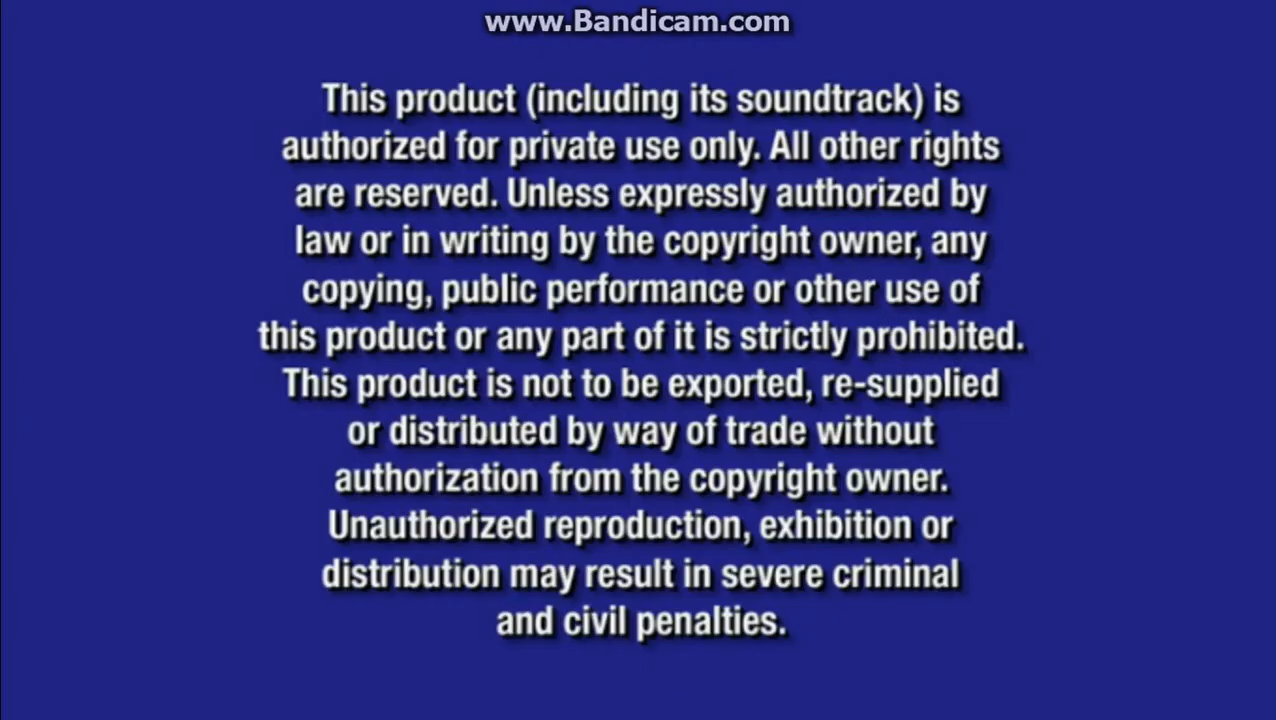 www.Bandicam.com
This product (including its soundtrack) is
authorized for private use only. All other rights
are reserved. Unless expressly authorized by
law or in writing by the copyright owner, any
copying, public performance or other use of
this product or any part of it is strictly prohibited.
This product is not to be exported, re-supplied
or distributed by way of trade without
authorization from the copyright owner.
Unauthorized reproduction, exhibition or
distribution may result in severe criminal
and civil penalties.